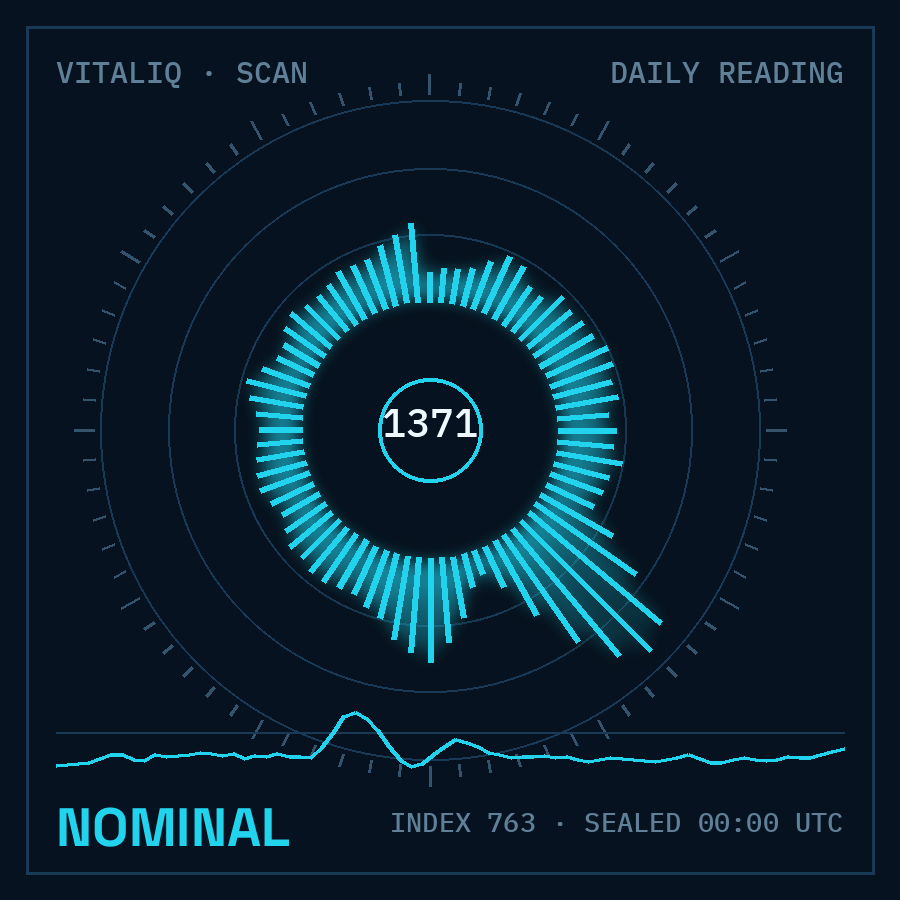 VITALIQ · SCAN
DAILY READING
1371
NOMINAL
INDEX 763 · SEALED 00:00 UTC